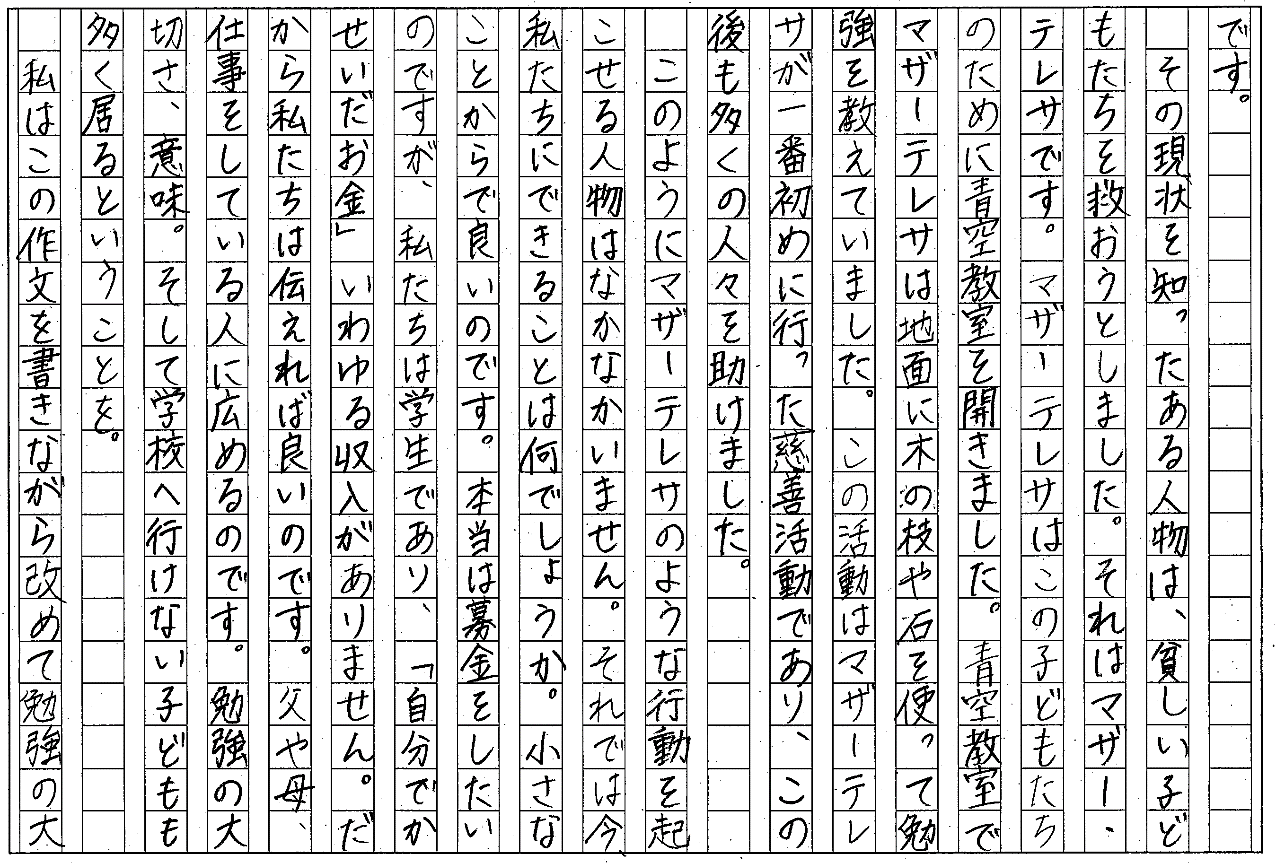 です。
その現状を知ったある人物は、貧しい子ど
もたちを救おうとしました。それはマザー・
テレサです。マザーテレサはこの子どもたち
のために青空教室を開きました。青空教室で
マザーテレサは地面に木の枝や石を使って勉
強を教えていました。この活動はマザーテレ
サが一番初めに行った慈善活動であり、この
後も多くの人々を助けました。
このようにマザーテレサのような行動を起
こせる人物はなかなかいません。それでは今
私たちにできることは何でしょうか。小さな
ことからで良いのです。本当は募金をしたい
のですが、私たちは学生であり、「自分でか
せいだお金」いわゆる収入がありません。だ
から私たちは伝えれば良いのです。父や母、
仕事をしている人に広めるのです。勉強の大
切さ、意味。そして学校へ行けない子どもも
多く居るということを。
私はこの作文を書きながら改めて勉強の大